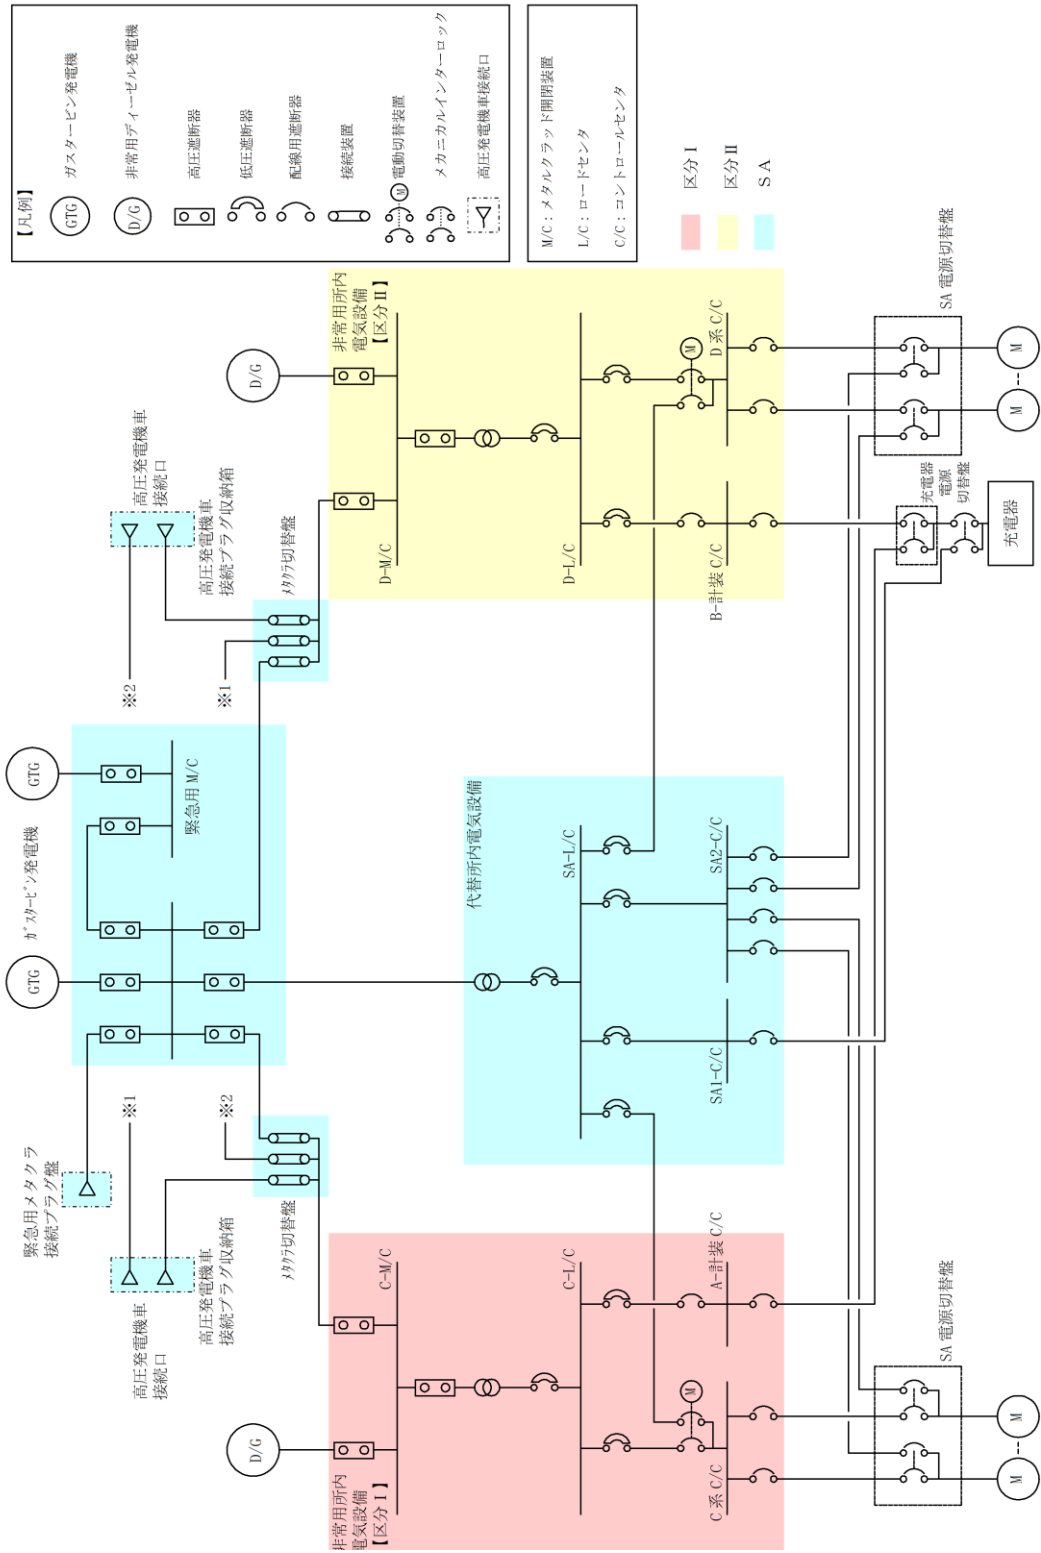 【凡例】
GTG
ガスタービン発電機
D/G
非常用ディーゼル発電機
高圧遮断器
低圧遮断器
配線用遮断器
接続装置
M
電動切替装置
メカニカルインターロック
高圧発電機車接続口
M/C：メタルクラッド開閉装置
L/C：ロードセンタ
C/C：コントロールセンタ
区分Ⅰ
区分Ⅱ
ＳＡ
GTG
ｶﾞｽﾀｰﾋﾞﾝ発電機
GTG
緊急用 M/C
緊急用メタクラ
接続プラグ盤
高圧発電機車
接続口
高圧発電機車
接続プラグ収納箱
※1
※2
ﾒﾀｸﾗ切替盤
高圧発電機車
接続口
高圧発電機車
接続プラグ収納箱
※2
※1
ﾒﾀｸﾗ切替盤
D/G
非常用所内
電気設備
【区分Ⅰ】
C-M/C
C-L/C
M
C系 C/C
A-計装 C/C
代替所内電気設備
SA-L/C
SA1-C/C
SA2-C/C
D/G
非常用所内
電気設備
【区分Ⅱ】
D-M/C
D-L/C
M
B-計装 C/C
D系 C/C
SA 電源切替盤
M
M
充電器
電源
切替盤
充電器
SA 電源切替盤
M
M